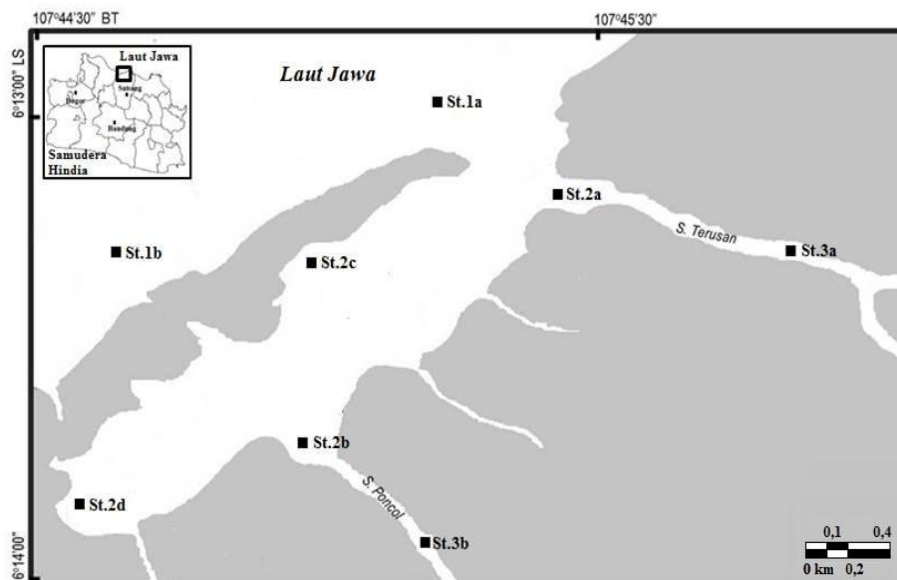 107°44'30" BT
107°45'30"
6°13'00" LS
6°14'00"
Laut Jawa
Subang
Bogor
Bandung
Samudera
Hindia
Laut Jawa
St.1a
St.2a
S. Terusan
St.3a
St.1b
St.2c
St.2b
S. Poncol
St.2d
St.3b
0,1 0,4
0 km 0,2